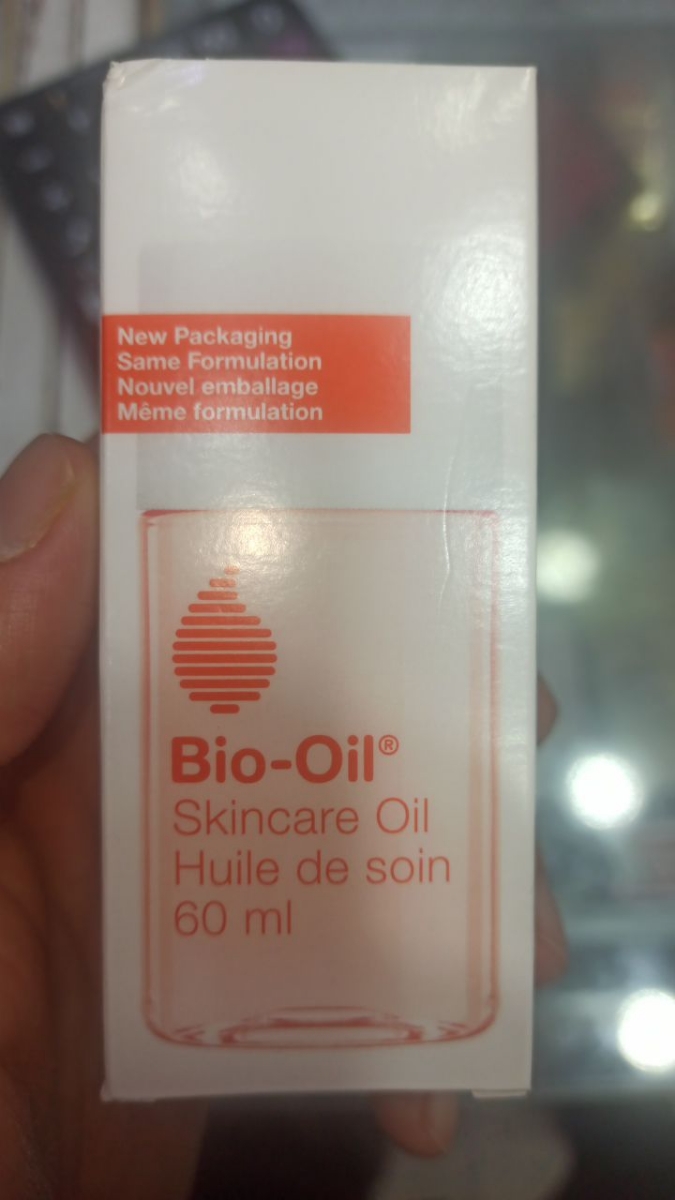 New Packaging
Same Formulation
Nouvel emballage
Même formulation
Bio-Oil®
Skincare Oil
Huile de soin
60 ml